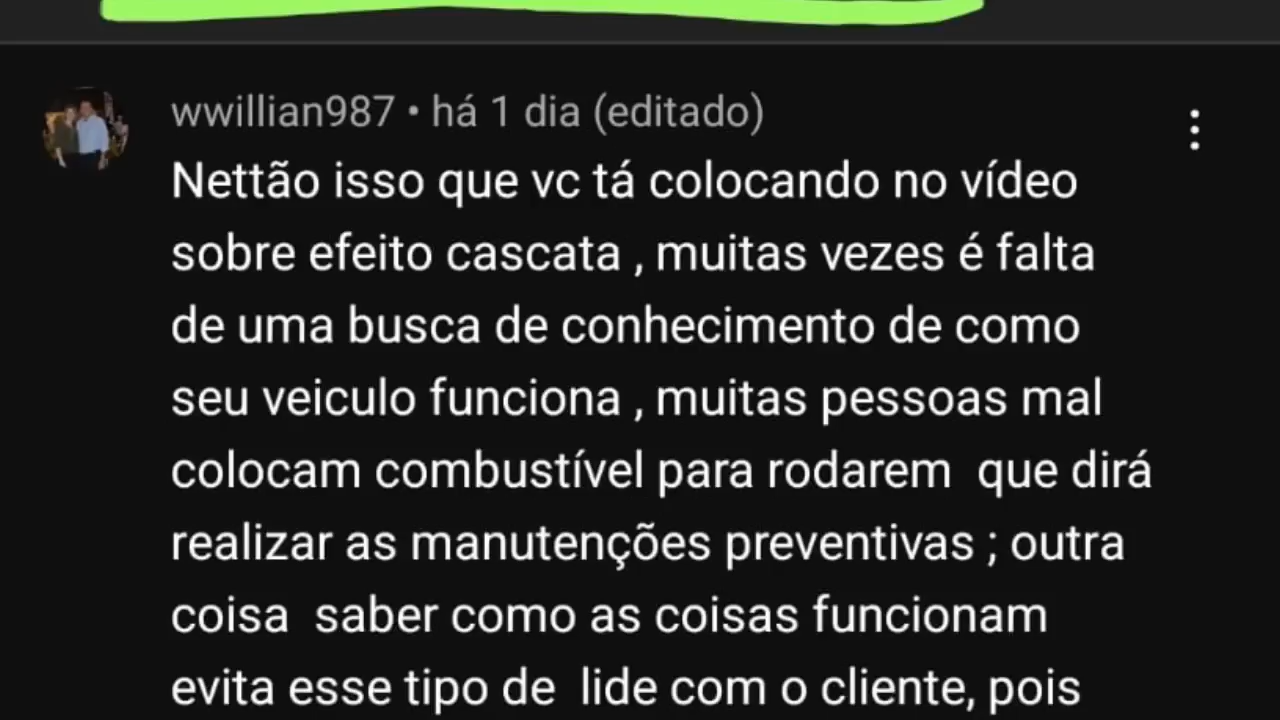 wwillian987 • há 1 dia (editado)
Nettão isso que vc tá colocando no vídeo
sobre efeito cascata , muitas vezes é falta
de uma busca de conhecimento de como
seu veiculo funciona , muitas pessoas mal
colocam combustível para rodarem  que dirá
realizar as manutenções preventivas ; outra
coisa  saber como as coisas funcionam
evita esse tipo de  lide com o cliente, pois